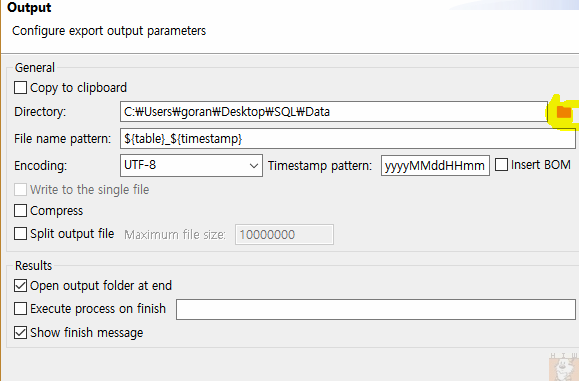 Output
Configure export output parameters
General
Copy to clipboard
Directory: C:₩Users₩goran₩Desktop₩SQL₩Data
File name pattern: ${table}_${timestamp}
Encoding: UTF-8 Timestamp pattern: yyyyMMddHHmm Insert BOM
Write to the single file
Compress
Split output file Maximum file size: 10000000
Results
Open output folder at end
Execute process on finish
Show finish message